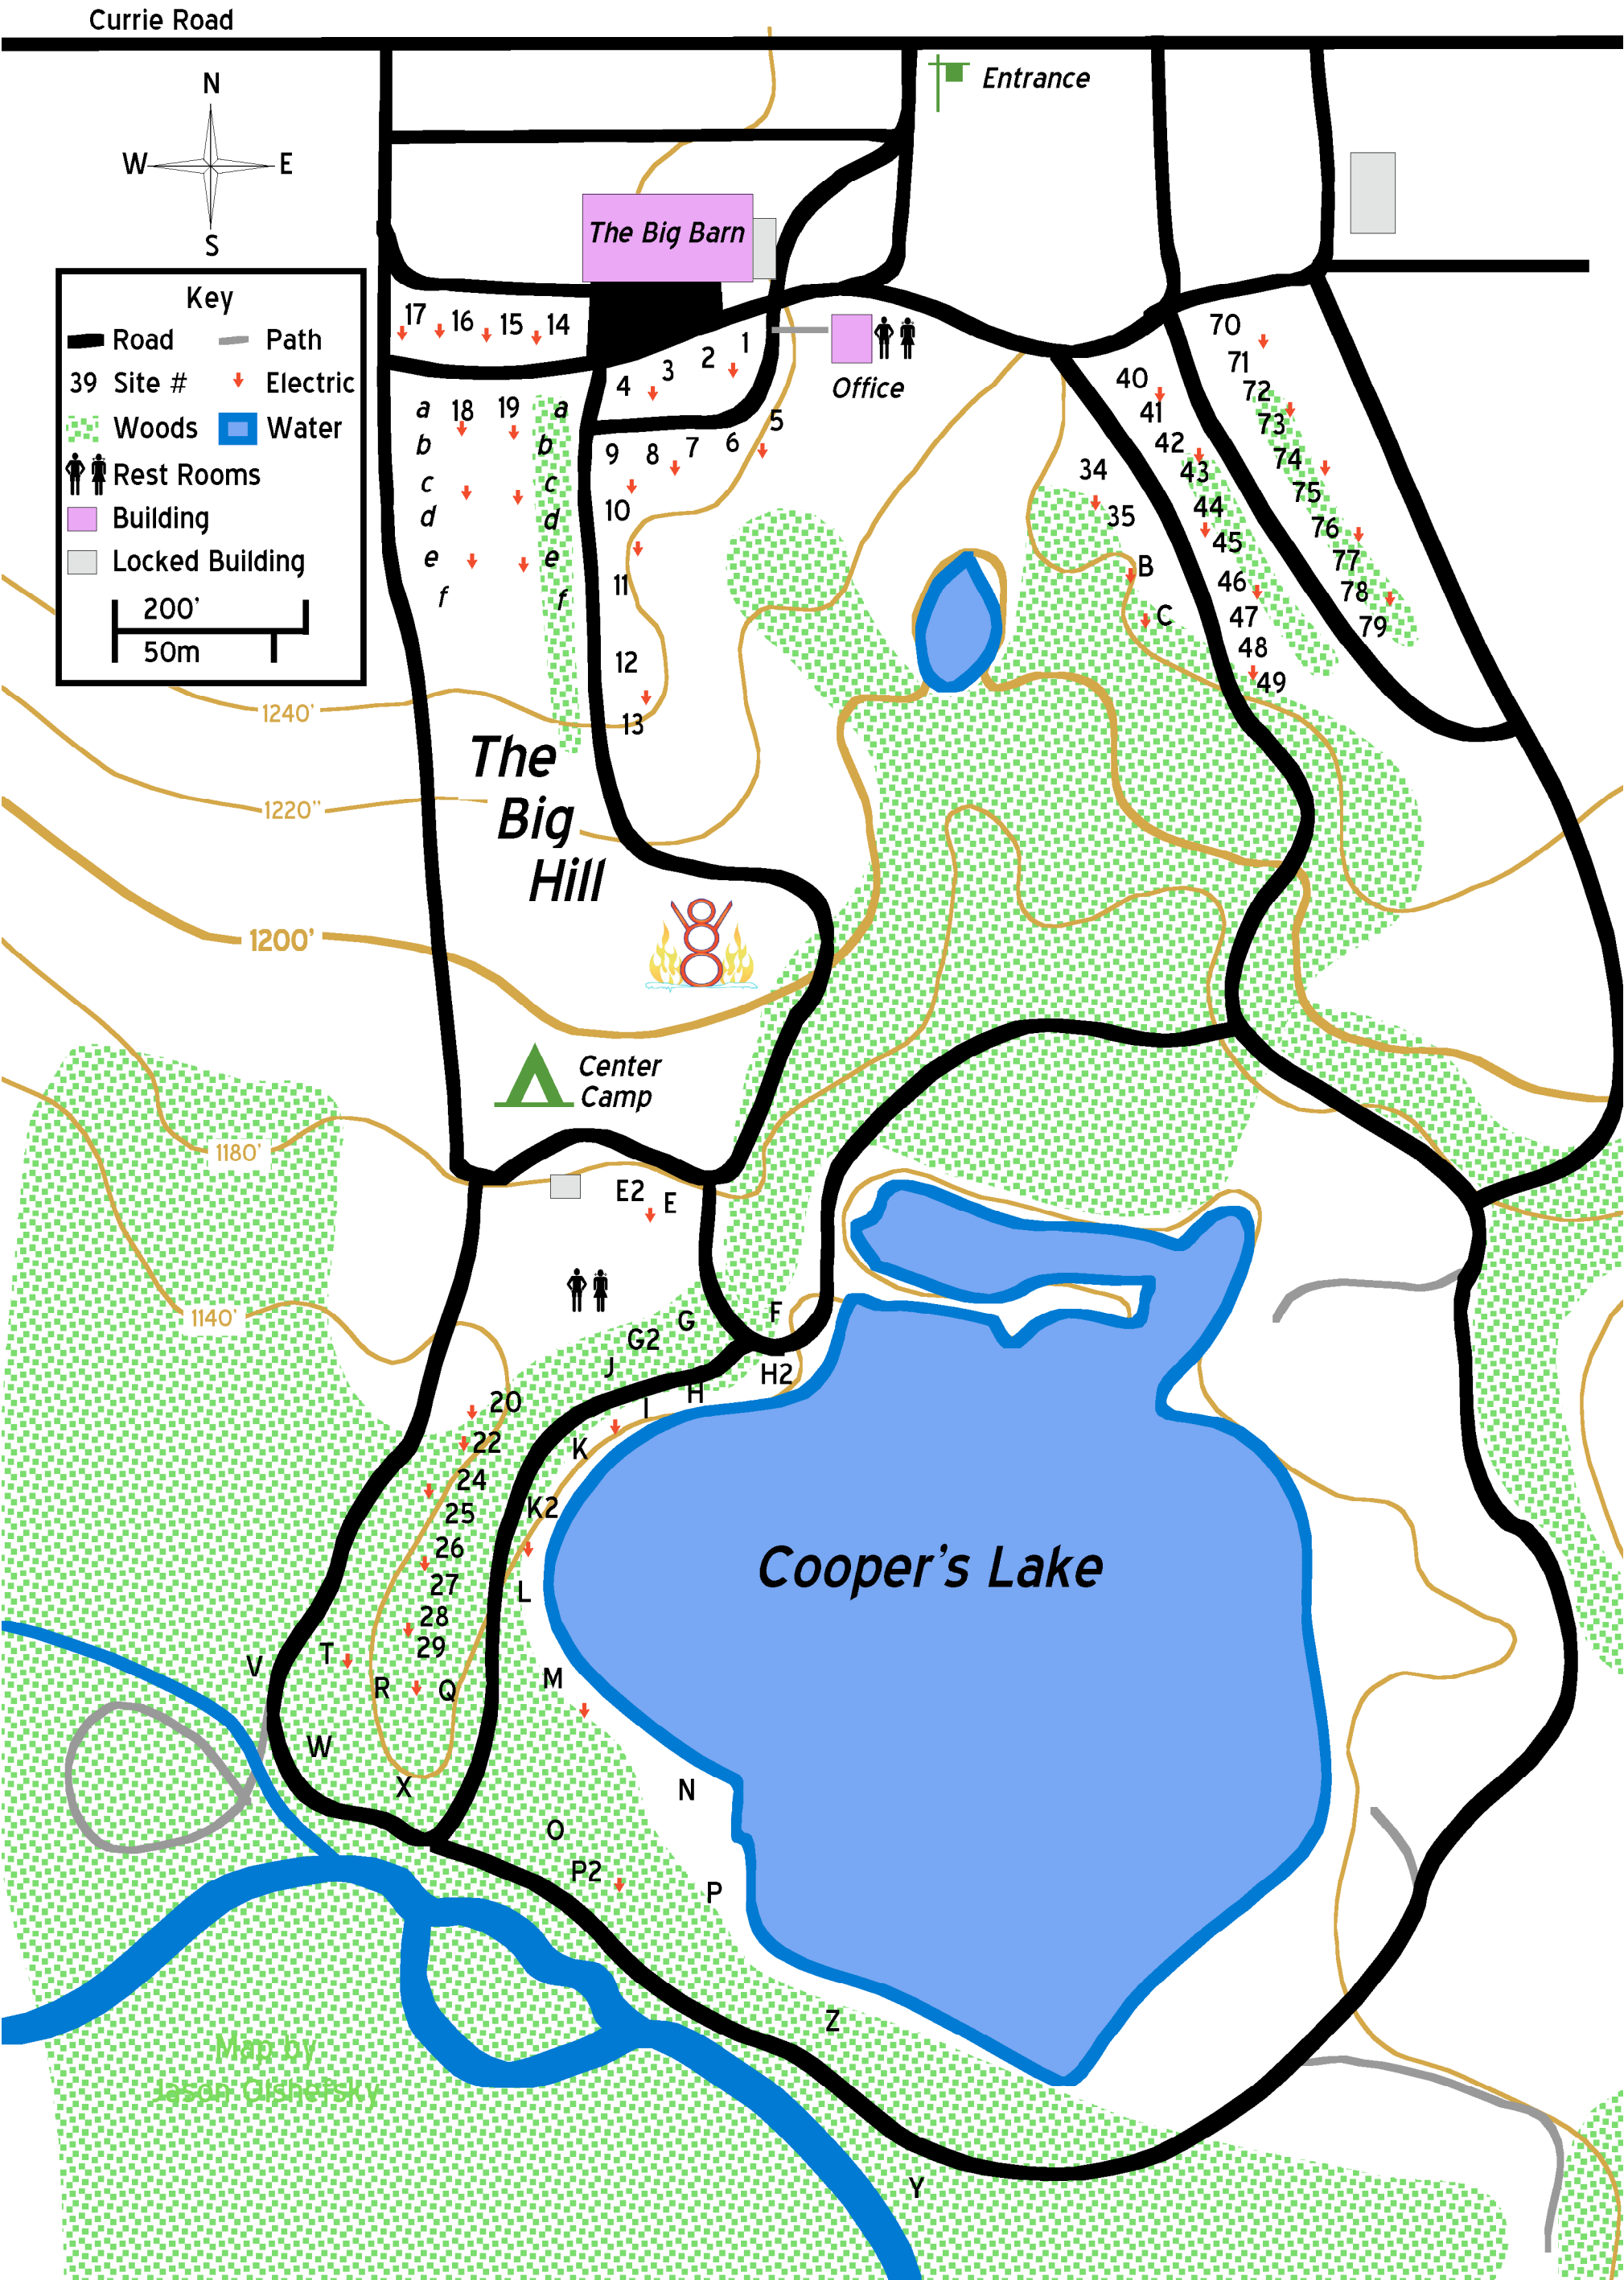 Currie Road
N
W E
S
Entrance
The Big Barn
Key
Road Path
39 Site # Electric
Woods Water
Rest Rooms
Building
Locked Building
200'
50m
Office
17 16 15 14
1
2
3
4
5
6
7
8
9
10
11
12
13
a 18 19 a
b b
c c
d d
e e
f f
70
71
72
73
74
75
76
77
78
79
40
41
42
43
44
45
46
47
48
49
34
35
B
C
1240'
1220"
1200'
1180'
1140'
The
Big
Hill
8
Center
Camp
E2 E
F
G
G2
J
H2
H
I
K
K2
L
20
22
24
25
26
27
28
29
V T
R Q
W
X
M
N
O
P2
P
Cooper's Lake
Z
Y
Map by
Jason Olshefsky